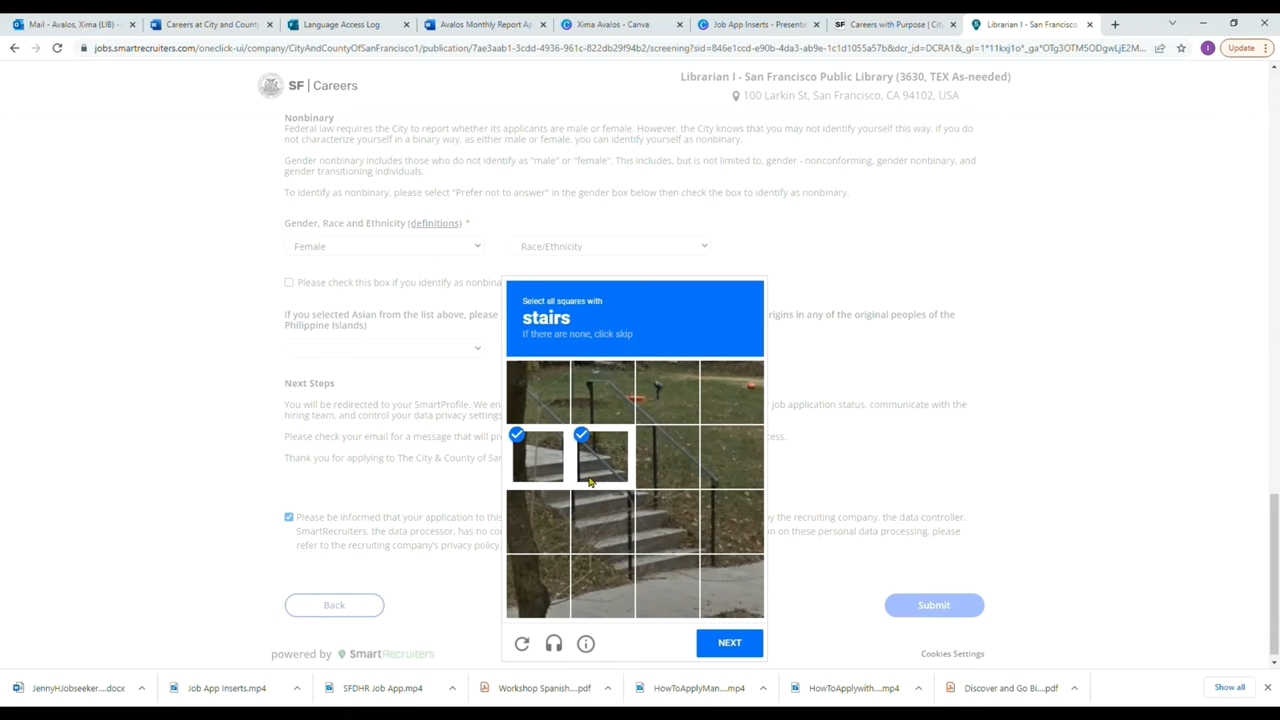 Mail - Avalos, Xima (LIB) -
Careers at City and County
Language Access Log
Avalos Monthly Report Ap
Xima Avalos - Canva
Job App Inserts - Presenta
SF Careers with Purpose | City
Librarian I - San Francisco
jobs.smartrecruiters.com/oneclick-ui/company/CityAndCountyOfSanFrancisco1/publication/7ae3aab1-3cdd-4936-961c-822db29f94b2/screening?sid=846e1ccd-e90b-4da3-ab9e-1c1d1055a57b&dcr_id=DCRA1&_gl=1*11kxj1o*_ga*OTg3OTM5ODgwLjE2M...
I
Update
SF | Careers
Librarian I - San Francisco Public Library (3630, TEX As-needed)
100 Larkin St, San Francisco, CA 94102, USA
Nonbinary
Federal law requires the City to report whether its applicants are male or female. However, the City knows that you may not identify yourself this way. If you do
not characterize yourself in a binary way, as either male or female, you can identify yourself as nonbinary.
Gender nonbinary includes those who do not identify as "male" or "female". This includes, but is not limited to, gender - nonconforming, gender nonbinary, and
gender transitioning individuals.
To identify as nonbinary, please select "Prefer not to answer" in the gender box below then check the box to identify as nonbinary.
Gender, Race and Ethnicity (definitions) *
Female
Race/Ethnicity
Please check this box if you identify as nonbina
If you selected Asian from the list above, please
rigins in any of the original peoples of the
Philippine Islands)
Select all squares with
stairs
If there are none, click skip
Next Steps
You will be redirected to your SmartProfile. We en
r job application status, communicate with the
hiring team, and control your data privacy settings
Please check your email for a message that will pr
cess.
Thank you for applying to The City & County of San
Please be informed that your application to this
by the recruiting company, the data controller.
SmartRecruiters, the data processor, has no con
on on these personal data processing, please
refer to the recruiting company's privacy policy.
Back
NEXT
Submit
powered by SmartRecruiters
Cookies Settings
JennyHJobseeker....docx
Job App Inserts.mp4
SFDHR Job App.mp4
Workshop Spanish....pdf
HowToApplyMan....mp4
HowToApplywith....mp4
Discover and Go Bi....pdf
Show all